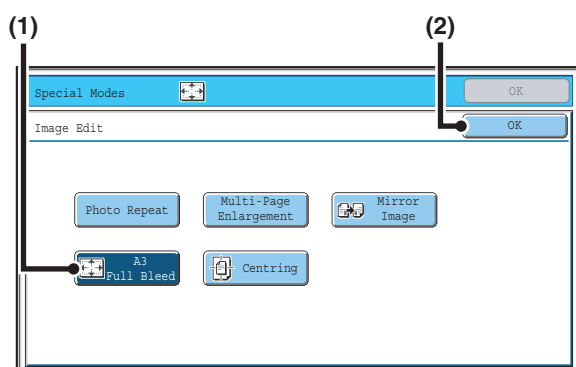 (1) (2)
Special Modes OK
Image Edit OK
Photo Repeat Multi-Page Enlargement Mirror Image
A3 Full Bleed Centring